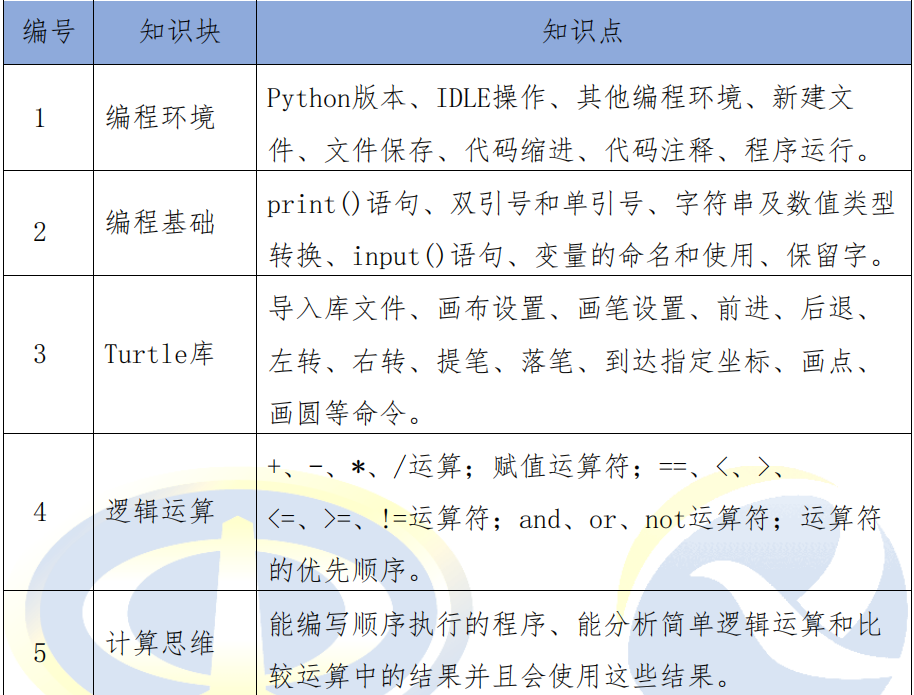 编号 知识块 知识点
1 编程环境 Python版本、IDLE操作、其他编程环境、新建文
件、文件保存、代码缩进、代码注释、程序运行。
2 编程基础 print()语句、双引号和单引号、字符串及数值类型
转换、input()语句、变量的命名和使用、保留字。
3 Turtle库 导入库文件、画布设置、画笔设置、前进、后退、
左转、右转、提笔、落笔、到达指定坐标、画点、
画圆等命令。
4 逻辑运算 +、-、*、/运算；赋值运算符；==、<、>、
<=、>=、!=运算符；and、or、not运算符；运算符
的优先顺序。
5 计算思维 能编写顺序执行的程序、能分析简单逻辑运算和比
较运算中的结果并且会使用这些结果。